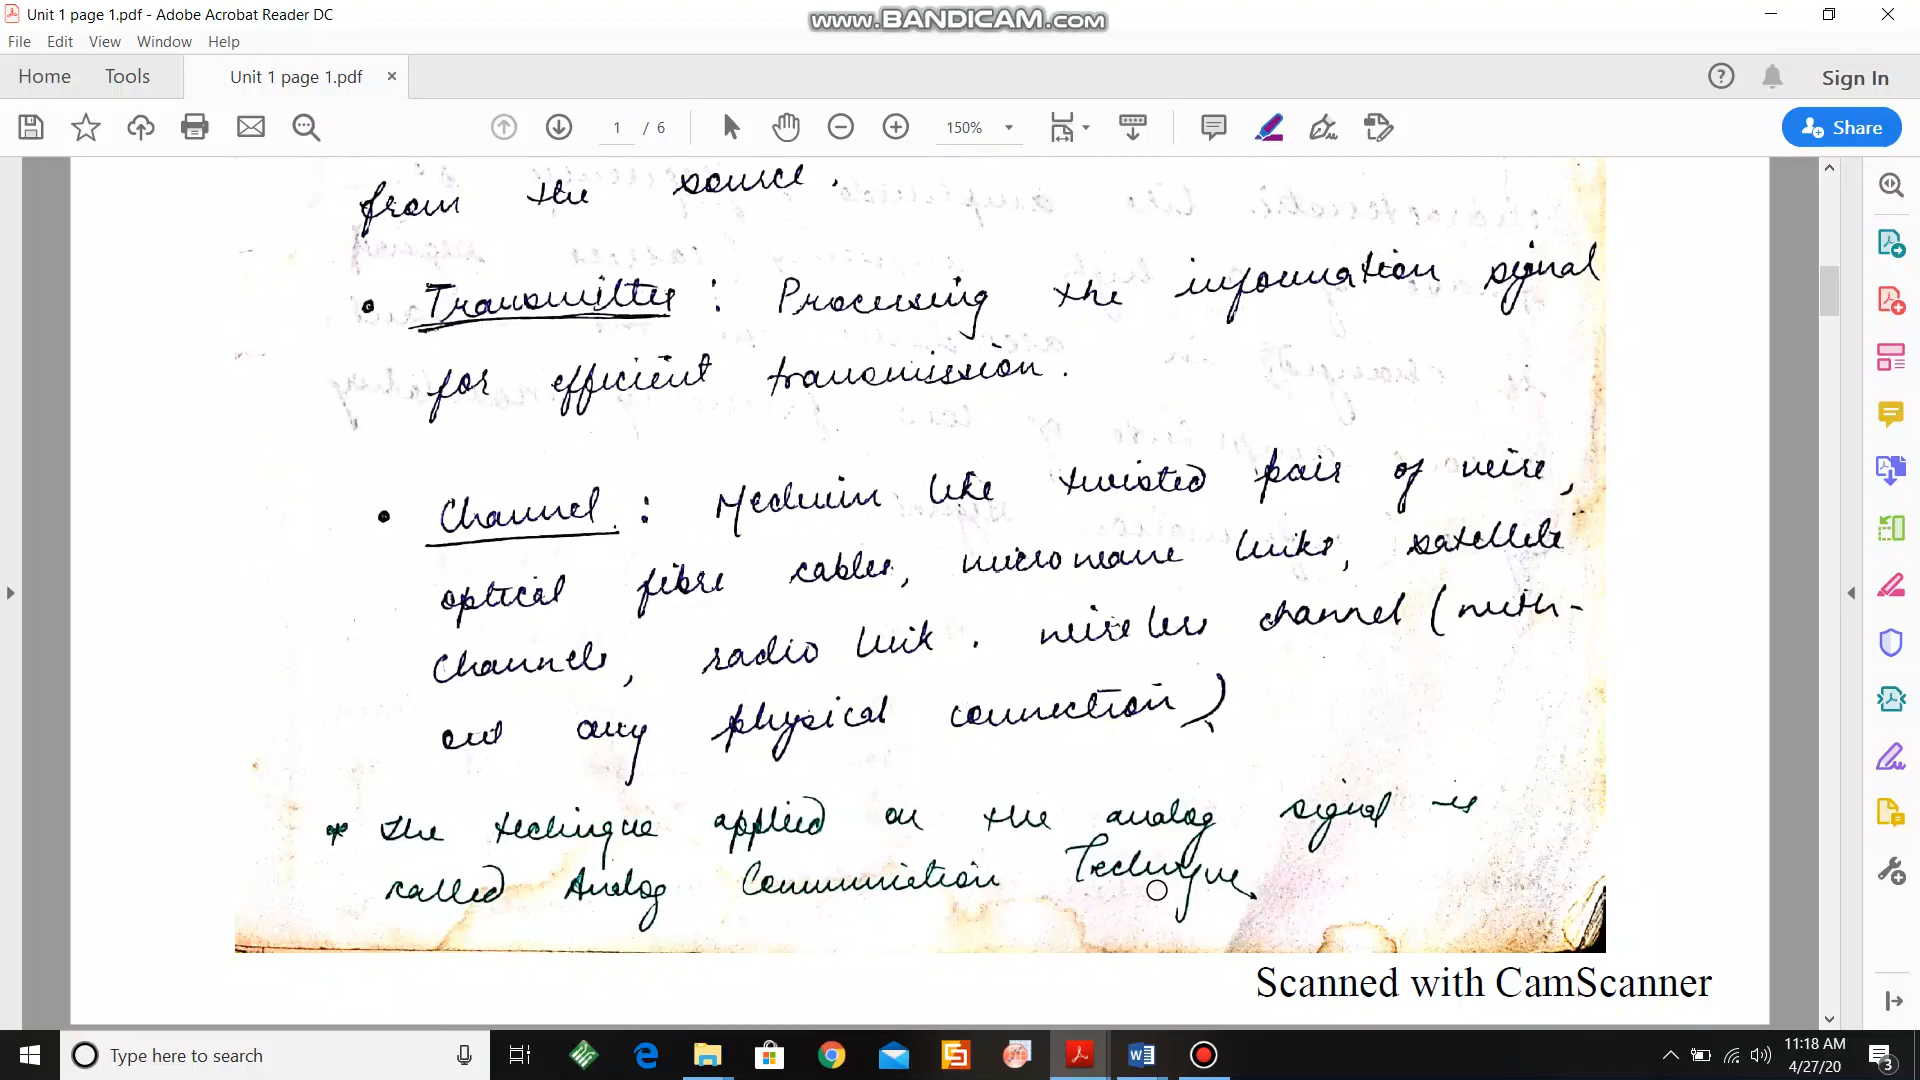 Unit 1 page 1.pdf - Adobe Acrobat Reader DC
www.BANDICAM.com
File Edit View Window Help
Home Tools Unit 1 page 1.pdf × Sign In
1 / 6 150% Share
from the source.
• Transmitter : Processing the information signal
for efficient transmission.
• Channel : Medium like twisted pair of wire,
optical fibre cables, microwave links, satellite
channels, radio link. wireless channel (with-
out any physical connection)
* The technique applied on the analog signal is
called Analog Communiction Technique.
Scanned with CamScanner
Type here to search
11:18 AM
4/27/20
3